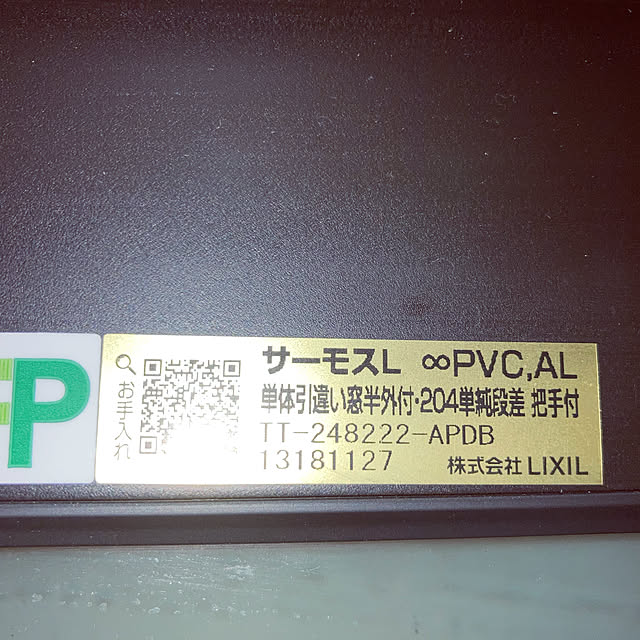 FP
お手入れ
サーモスL ∞PVC,AL
単体引違い窓半外付・204単純段差 把手付
TT-248222-APDB
13181127 株式会社 LIXIL